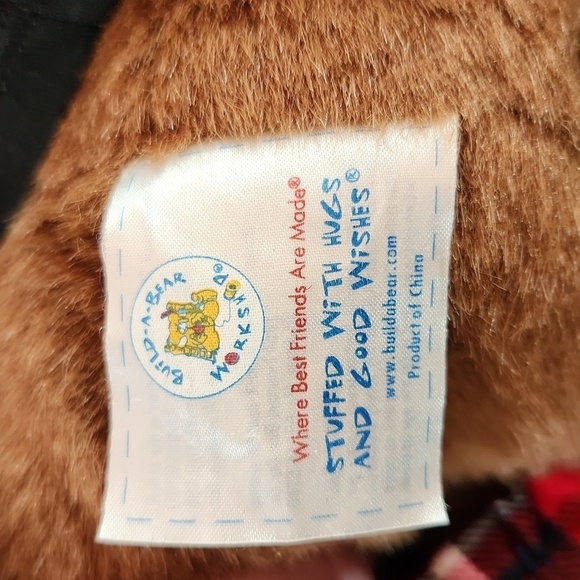 BUILD-A-BEAR
WORKSHOP®
Where Best Friends Are Made®
STUFFED WITH HUGS
AND GOOD WISHES®
www.buildabear.com
Product of China